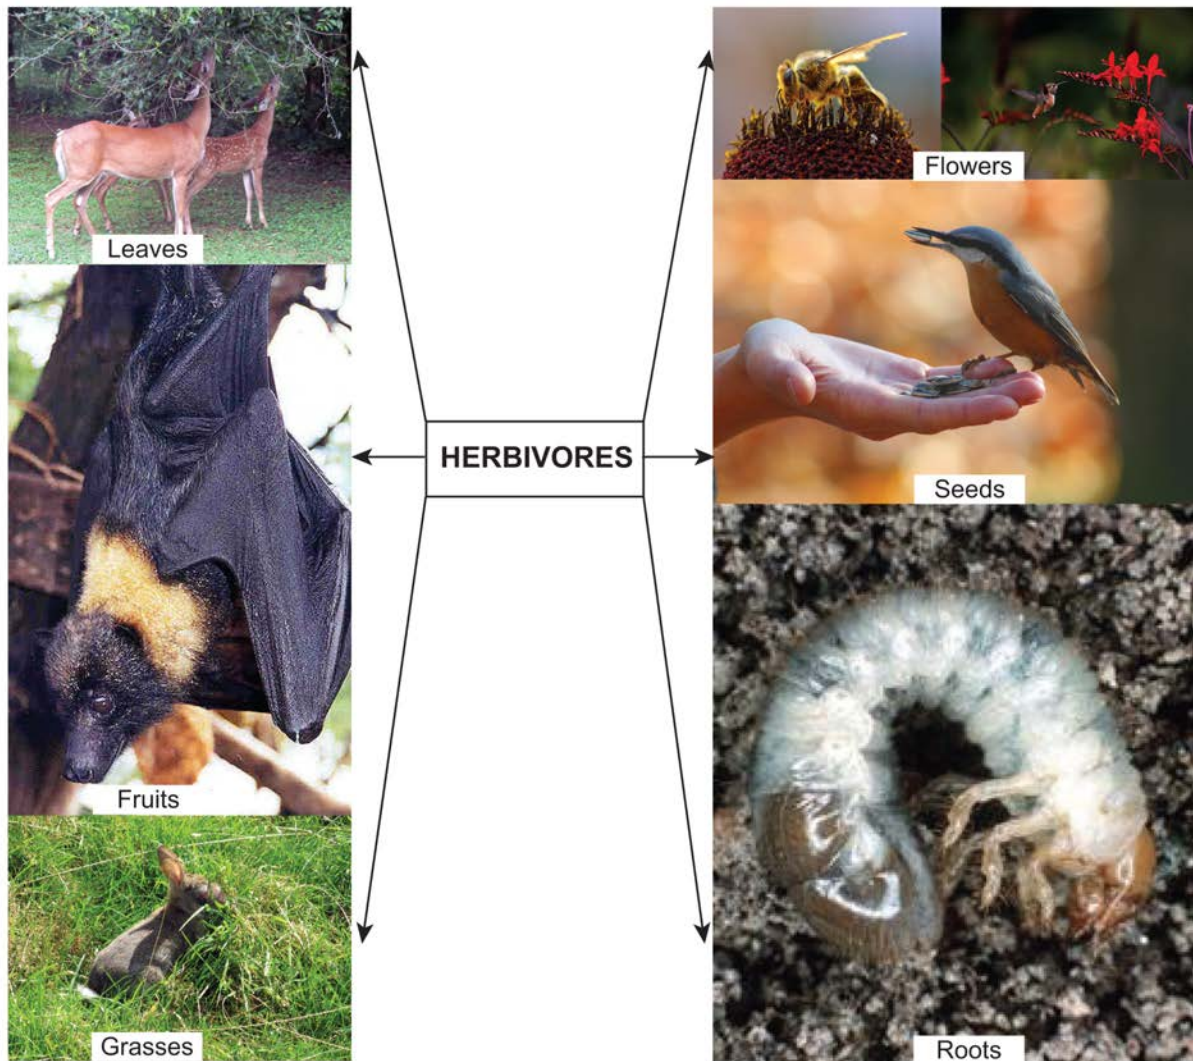 Flowers
Leaves
HERBIVORES
Seeds
Fruits
Grasses
Roots